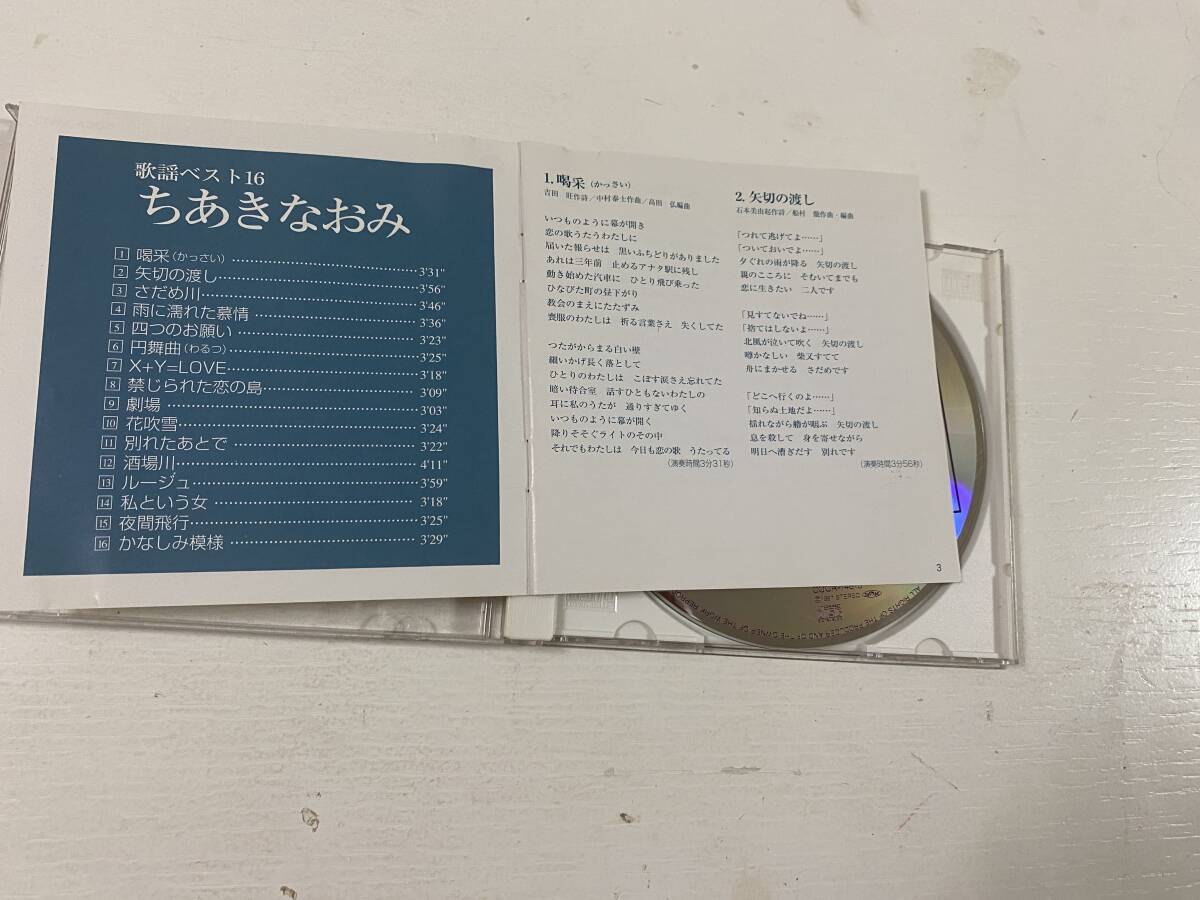 歌謡ベスト16
ちあきなおみ
1 喝采(かっさい)……3'31"
2 矢切の渡し……3'56"
3 さだめ川……3'46"
4 雨に濡れた慕情……3'36"
5 四つのお願い……3'23"
6 円舞曲(わるつ)……3'25"
7 X+Y=LOVE……3'18"
8 禁じられた恋の島……3'09"
9 劇場……3'03"
10 花吹雪……3'24"
11 別れたあとで……3'22"
12 酒場川……4'11"
13 ルージュ……3'59"
14 私という女……3'18"
15 夜間飛行……3'25"
16 かなしみ模様……3'29"
1. 喝采(かっさい)
吉田 旺作詩/中村泰士作曲/高田 弘編曲
いつものように幕が開き
恋の歌うたうわたしに
届いた報らせは 黒いふちどりがありました
あれは三年前 止めるアナタ駅に残し
動き始めた汽車に ひとり飛び乗った
ひなびた町の昼下がり
教会のまえにたたずみ
喪服のわたしは 祈る言葉さえ 失くしてた
つたがからまる白い壁
細いかげ長く落として
ひとりのわたしは こぼす涙さえ忘れてた
暗い待合室 話すひともないわたしの
耳に私のうたが 通りすぎてゆく
いつものように幕が開く
降りそそぐライトのその中
それでもわたしは 今日も恋の歌 うたってる
(演奏時間3分31秒)
2. 矢切の渡し
石本美由起作詩/船村 徹作曲・編曲
「つれて逃げてよ……」
「ついておいでよ……」
夕ぐれの雨が降る 矢切の渡し
親のこころに そむいてまでも
恋に生きたい 二人です
「見すてないでね……」
「捨てはしないよ……」
北風が泣いて吹く 矢切の渡し
噂かなしい 柴又すてて
舟にまかせる さだめです
「どこへ行くのよ……」
「知らぬ土地だよ……」
揺れながら艪が咽ぶ 矢切の渡し
息を殺して 身を寄せながら
明日へ漕ぎだす 別れです
(演奏時間3分56秒)
3
ALL RIGHTS OF THE PRODUCER AND OF THE OWNER OF THE WORK REPRO
STEREO